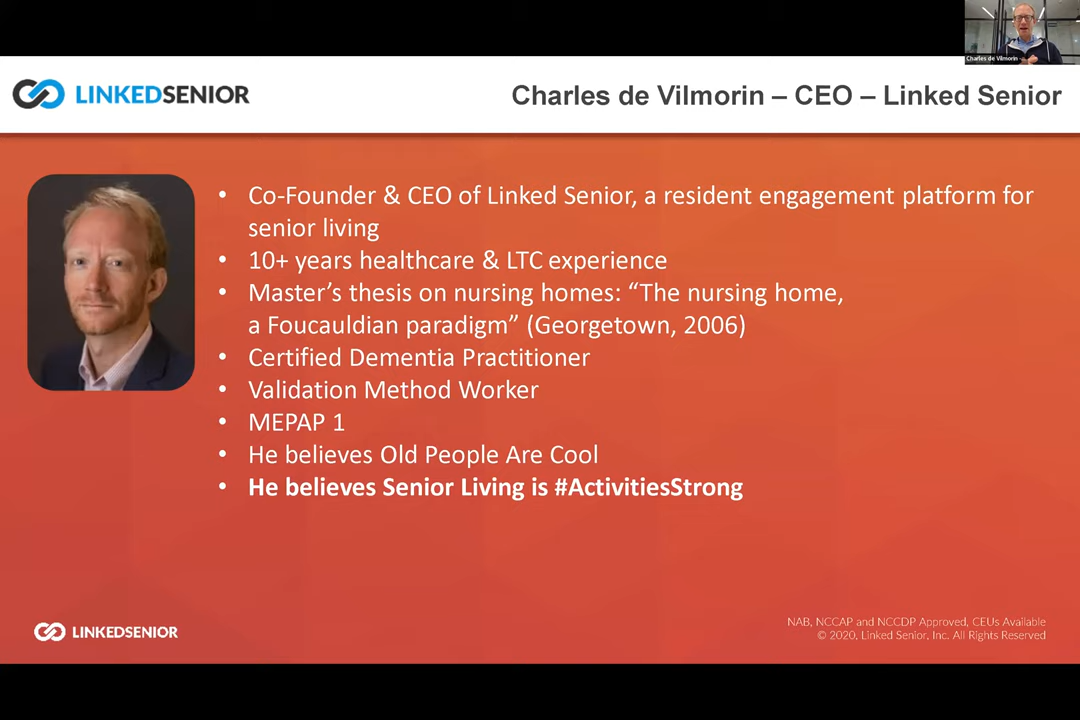 Charles de Vilmorin
LINKEDSENIOR
Charles de Vilmorin – CEO – Linked Senior
• Co-Founder & CEO of Linked Senior, a resident engagement platform for
senior living
• 10+ years healthcare & LTC experience
• Master’s thesis on nursing homes: “The nursing home,
a Foucauldian paradigm” (Georgetown, 2006)
• Certified Dementia Practitioner
• Validation Method Worker
• MEPAP 1
• He believes Old People Are Cool
• He believes Senior Living is #ActivitiesStrong
LINKEDSENIOR
NAB, NCCAP and NCCDP Approved, CEUs Available
© 2020, Linked Senior, Inc. All Rights Reserved